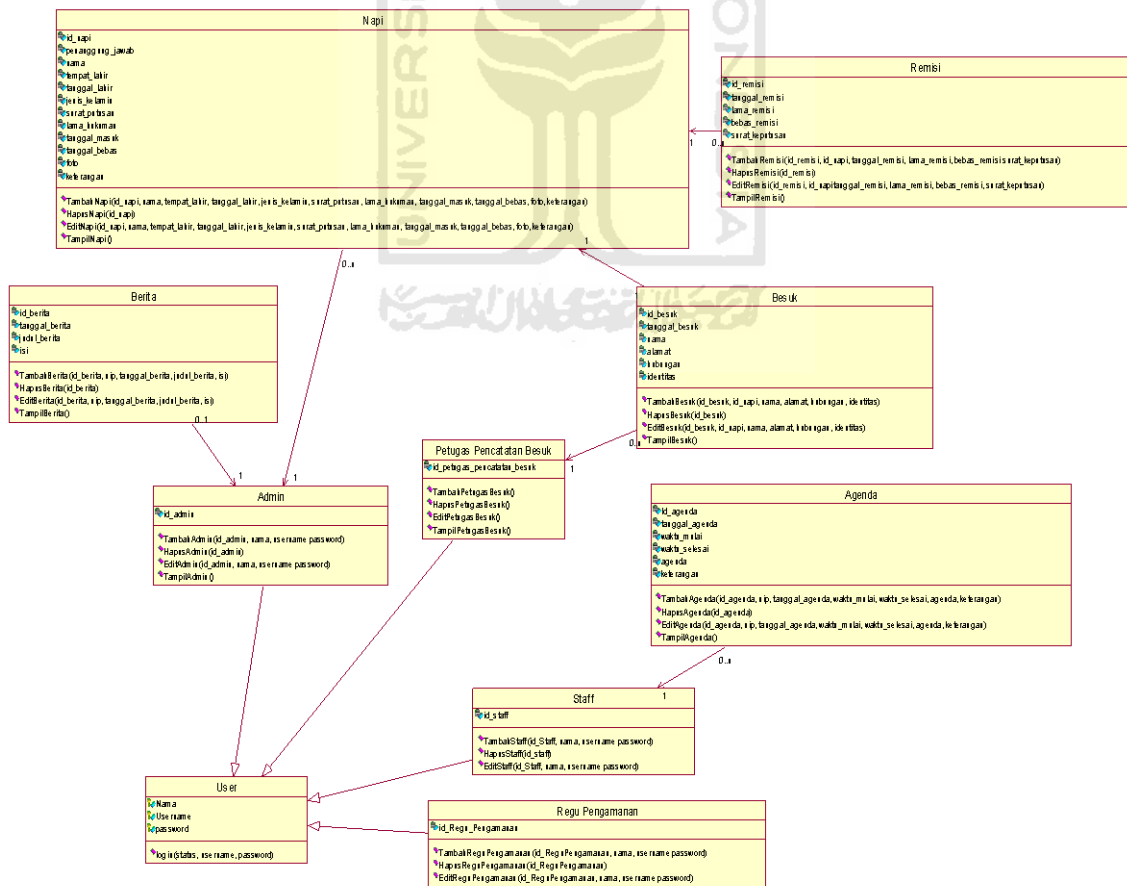 Napi
id_napi
penanggung_jawab
nama
tempat_lahir
tanggal_lahir
jenis_kelamin
surat_putusan
lama_hukuman
tanggal_masuk
tanggal_bebas
foto
keterangan
TambahNapi(id_napi, nama, tempat_lahir, tanggal_lahir, jenis_kelamin, surat_putusan, lama_hukuman, tanggal_masuk, tanggal_bebas, foto, keterangan)
HapusNapi(id_napi)
EditNapi(id_napi, nama, tempat_lahir, tanggal_lahir, jenis_kelamin, surat_putusan, lama_hukuman, tanggal_masuk, tanggal_bebas, foto, keterangan)
TampilNapi()
Remisi
id_remisi
tanggal_remisi
lama_remisi
bebas_remisi
surat_keputusan
TambahRemisi(id_remisi, id_napi, tanggal_remisi, lama_remisi, bebas_remisi surat_keputusan)
HapusRemisi(id_remisi)
EditRemisi(id_remisi, id_napitanggal_remisi, lama_remisi, bebas_remisi, surat_keputusan)
TampilRemisi()
1
0..n
1
0..n
Berita
id_berita
tanggal_berita
judul_berita
isi
TambahBerita(id_berita, nip, tanggal_berita, judul_berita, isi)
HapusBerita(id_berita)
EditBerita(id_berita, nip, tanggal_berita, judul_berita, isi)
TampilBerita()
0..1
1
1
Besuk
id_besuk
tanggal_besuk
nama
alamat
hubungan
identitas
TambahBesuk(id_besuk, id_napi, nama, alamat, hubungan, identitas)
HapusBesuk(id_besuk)
EditBesuk(id_besuk, id_napi, nama, alamat, hubungan, identitas)
TampilBesuk()
0..n
1
Petugas Pencatatan Besuk
id_petugas_pencatatan_besuk
TambahPetugasBesuk()
HapusPetugasBesuk()
EditPetugasBesuk()
TampilPetugasBesuk()
Admin
id_admin
TambahAdmin(id_admin, nama, username password)
HapusAdmin(id_admin)
EditAdmin(id_admin, nama, username password)
TampilAdmin()
Agenda
id_agenda
tanggal_agenda
waktu_mulai
waktu_selesai
agenda
keterangan
TambahAgenda(id_agenda, nip, tanggal_agenda, waktu_mulai, waktu_selesai, agenda, keterangan)
HapusAgenda(id_agenda)
EditAgenda(id_agenda, nip, tanggal_agenda, waktu_mulai, waktu_selesai, agenda, keterangan)
TampilAgenda()
0..n
1
Staff
id_staff
TambahStaff(id_Staff, nama, username password)
HapusStaff(id_staff)
EditStaff(id_Staff, nama, username password)
User
Nama
Username
password
login(status, username, password)
Regu Pengamanan
id_Regu_Pengamanan
TambahReguPengamanan(id_ReguPengamanan, nama, username password)
HapusReguPengamanan(id_ReguPengamanan)
EditReguPengamanan(id_ReguPengamanan, nama, username password)